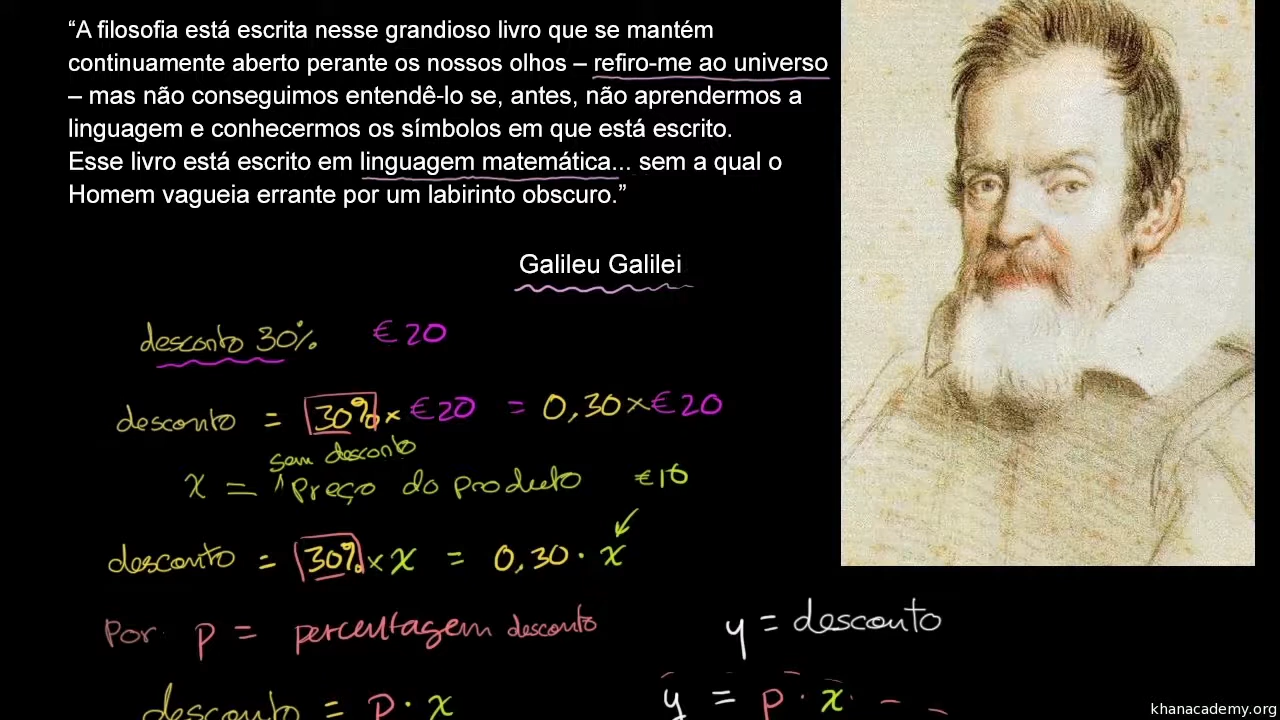 “A filosofia está escrita nesse grandioso livro que se mantém
continuamente aberto perante os nossos olhos – refiro-me ao universo
– mas não conseguimos entendê-lo se, antes, não aprendermos a
linguagem e conhecermos os símbolos em que está escrito.
Esse livro está escrito em linguagem matemática... sem a qual o
Homem vagueia errante por um labirinto obscuro.”
Galileu Galilei
desconto 30% €20
desconto = 30% × €20 = 0,30 × €20
sem desconto
x = ^ Preço do produto €10
desconto = 30% × x = 0,30 · x
Por p = percentagem desconto
y = desconto
desconto = p · x
y = p · x
khanacademy.org